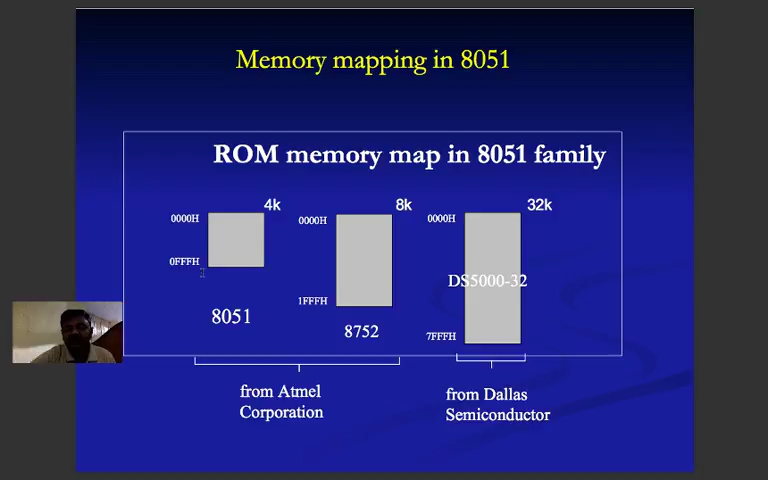 Memory mapping in 8051
ROM memory map in 8051 family
4k
8k
32k
0000H
0000H
0000H
0FFFH
DS5000-32
1FFFH
8051
8752
7FFFH
from Atmel
Corporation
from Dallas
Semiconductor